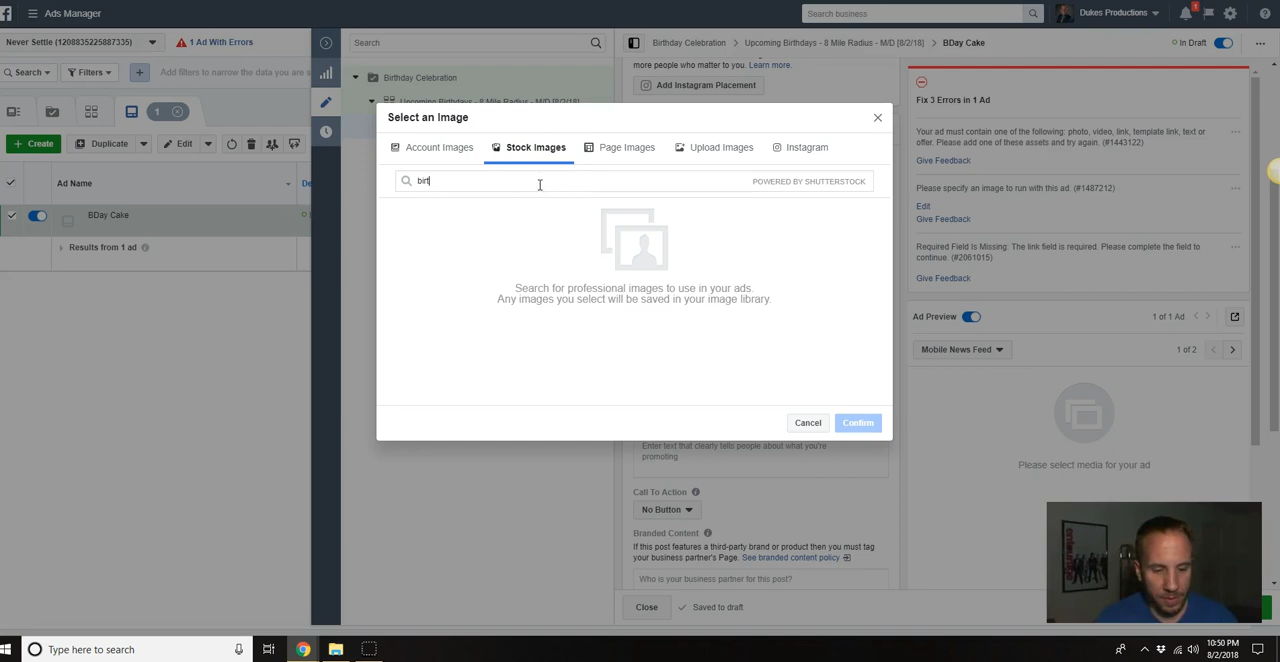 Ads Manager
Search business
Dukes Productions
1
Never Settle (1208835225887335)
1 Ad With Errors
Search
Birthday Celebration > Upcoming Birthdays - 8 Mile Radius - M/D [8/2/18] > BDay Cake
In Draft
Search
Filters
Add filters to narrow the data you are s
Birthday Celebration
Upcoming Birthdays - 8 Mile Radius - M/D [8/2/18]
more people who matter to you. Learn more.
Add Instagram Placement
Fix 3 Errors in 1 Ad
1
Select an Image
Your ad must contain one of the following: photo, video, link, template link, text or
offer. Please add one of these assets and try again. (#1443122)
Give Feedback
Create
Duplicate
Edit
Account Images
Stock Images
Page Images
Upload Images
Instagram
Ad Name
De
birt
POWERED BY SHUTTERSTOCK
Please specify an image to run with this ad. (#1487212)
Edit
Give Feedback
BDay Cake
Results from 1 ad
Required Field Is Missing: The link field is required. Please complete the field to
continue. (#2061015)
Give Feedback
Search for professional images to use in your ads.
Any images you select will be saved in your image library.
Ad Preview
1 of 1 Ad
Mobile News Feed
1 of 2
Cancel
Confirm
Enter text that clearly tells people about what you're
promoting
Please select media for your ad
Call To Action
No Button
Branded Content
If this post features a third-party brand or product then you must tag
your business partner's Page. See branded content policy
Who is your business partner for this post?
Close
Saved to draft
Type here to search
10:50 PM
8/2/2018